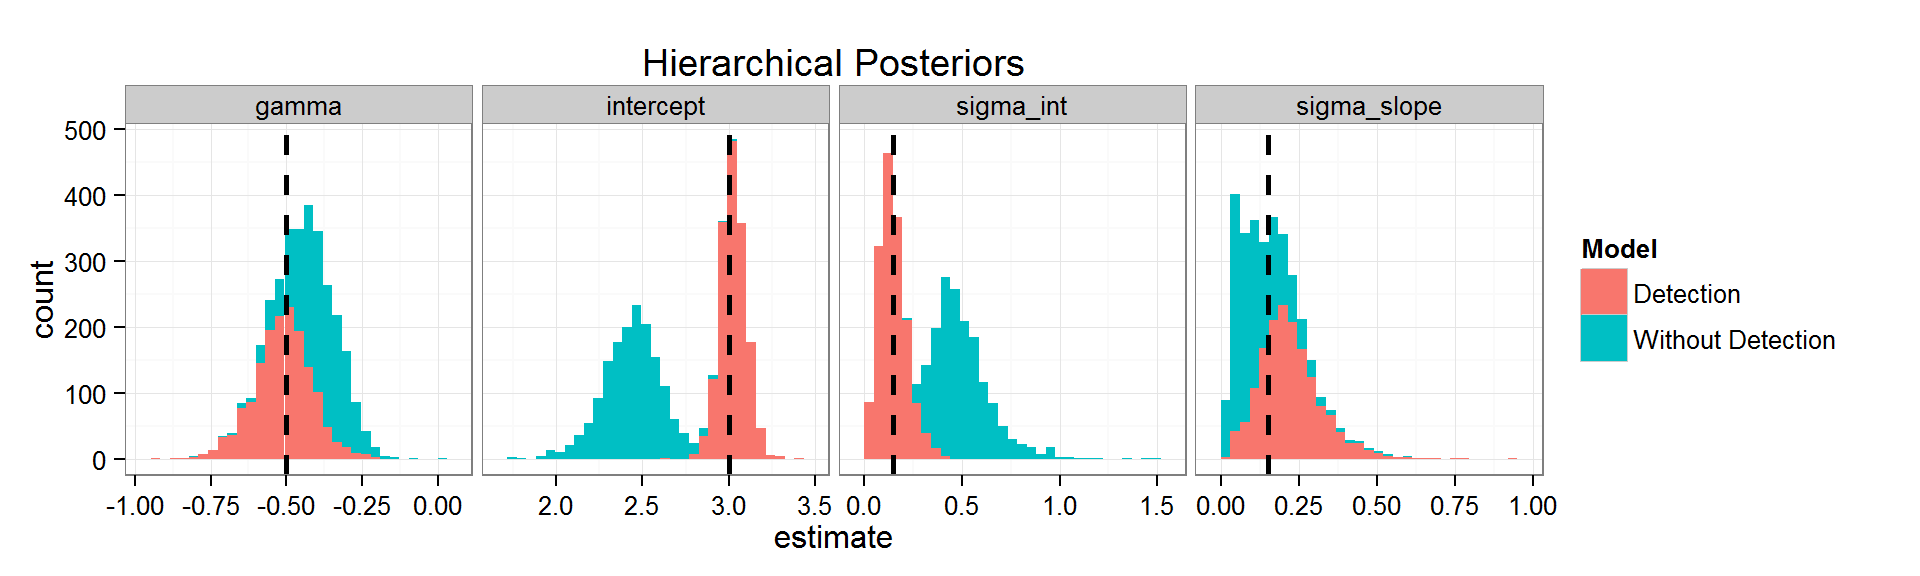 Hierarchical Posteriors
gamma intercept sigma_int sigma_slope
500
400
300
200
100
0
count
-1.00 -0.75 -0.50 -0.25 0.00 2.0 2.5 3.0 3.5 0.0 0.5 1.0 1.5 0.00 0.25 0.50 0.75 1.00
estimate
Model
Detection
Without Detection